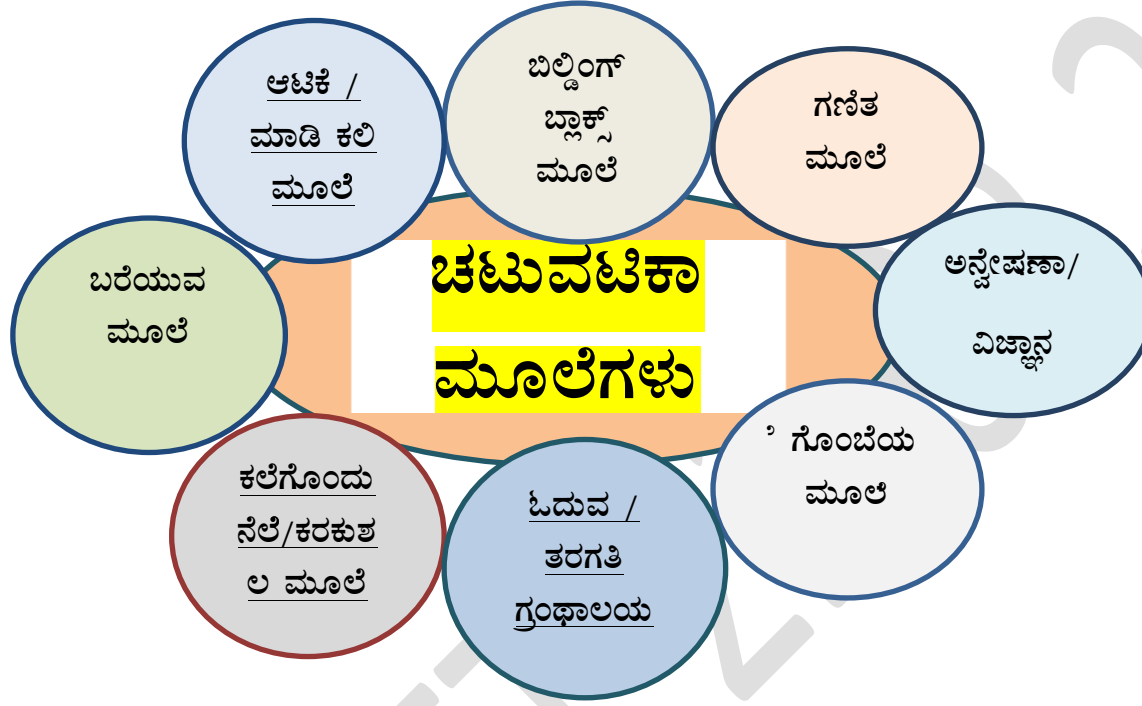 ಆಟಿಕೆ /
ಮಾಡಿ ಕಲಿ
ಮೂಲೆ
ಬಿಲ್ಡಿಂಗ್
ಬ್ಲಾಕ್ಸ್
ಮೂಲೆ
ಗಣಿತ
ಮೂಲೆ
ಬರೆಯುವ
ಮೂಲೆ
ಚಟುವಟಿಕಾ
ಮೂಲೆಗಳು
ಅನ್ವೇಷಣಾ/
ವಿಜ್ಞಾನ
ಕಲೆಗೊಂದು
ನೆಲೆ/ಕರಕುಶ
ಲ ಮೂಲೆ
ಓದುವ /
ತರಗತಿ
ಗ್ರಂಥಾಲಯ
ಗೊಂಬೆಯ
ಮೂಲೆ